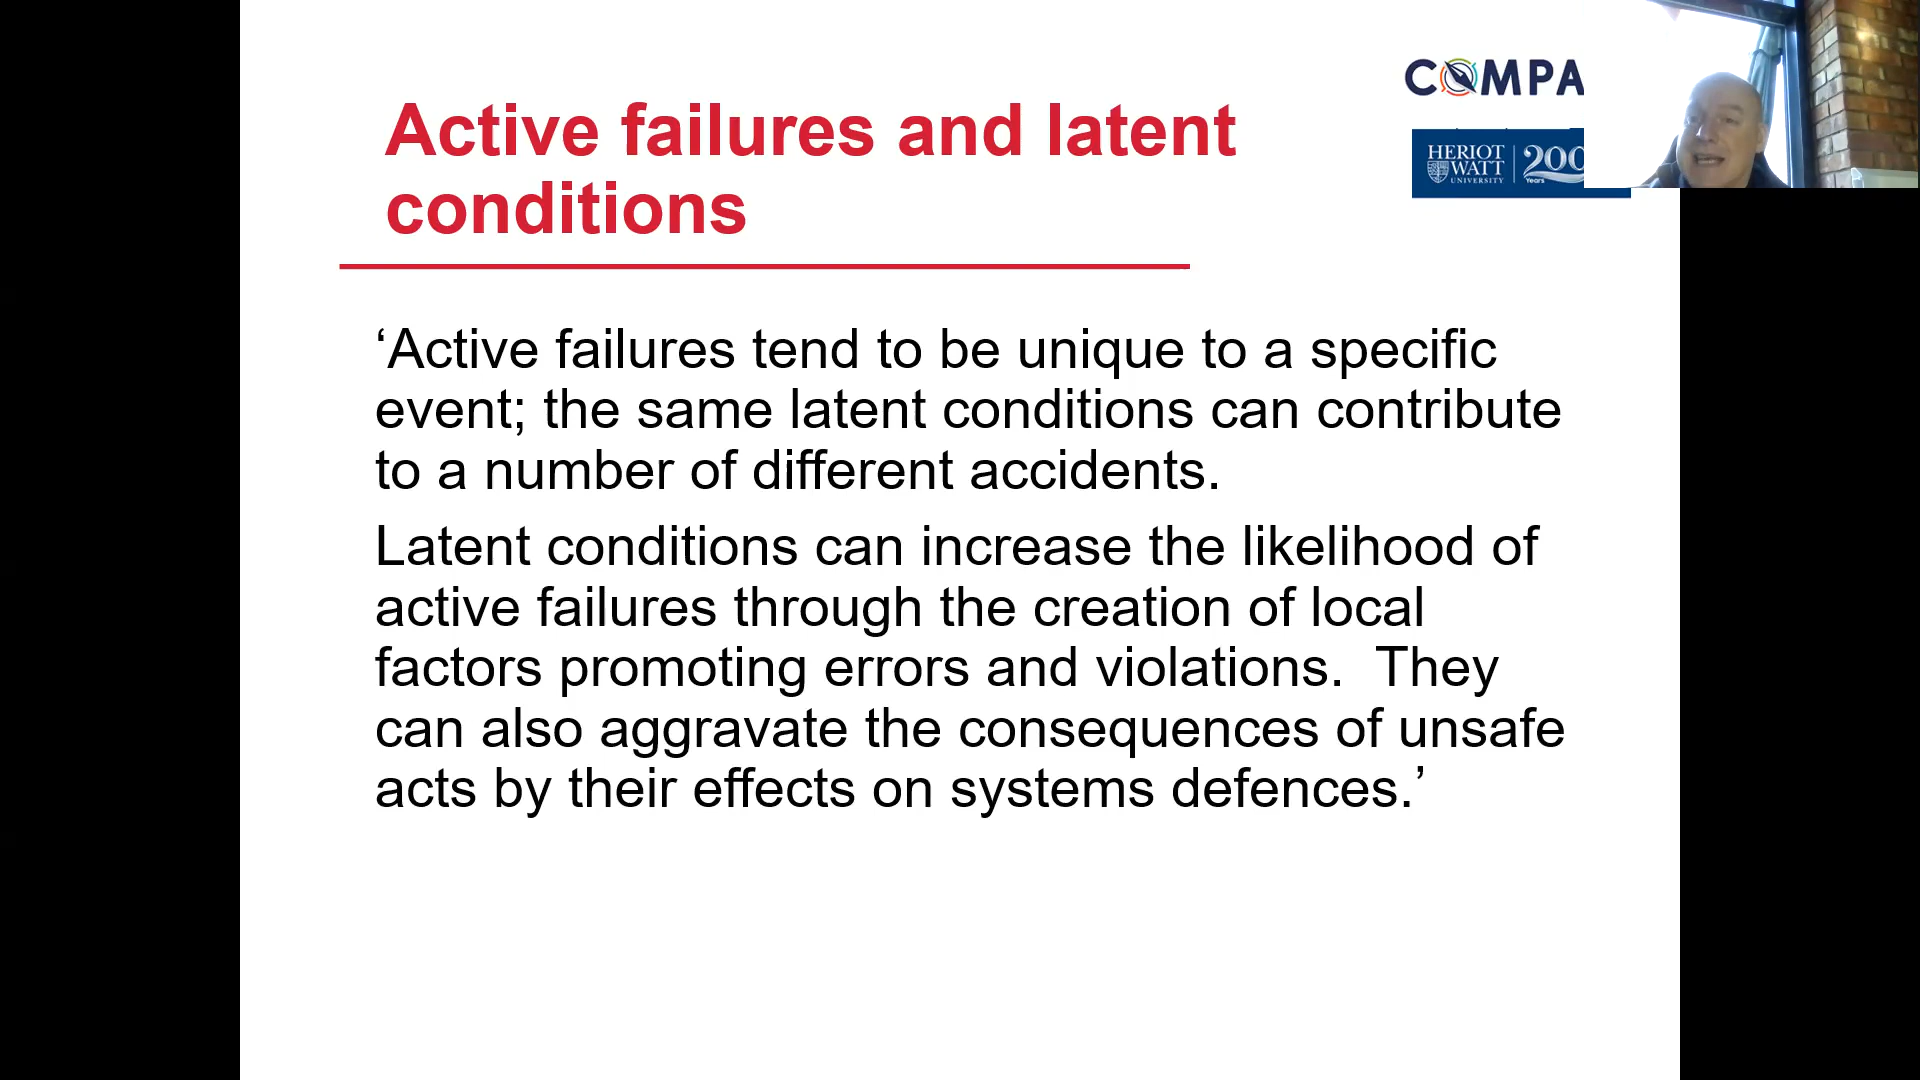 Active failures and latent
conditions
COMPA
HERIOT
WATT
UNIVERSITY
200
Years
‘Active failures tend to be unique to a specific
event; the same latent conditions can contribute
to a number of different accidents.
Latent conditions can increase the likelihood of
active failures through the creation of local
factors promoting errors and violations.  They
can also aggravate the consequences of unsafe
acts by their effects on systems defences.’